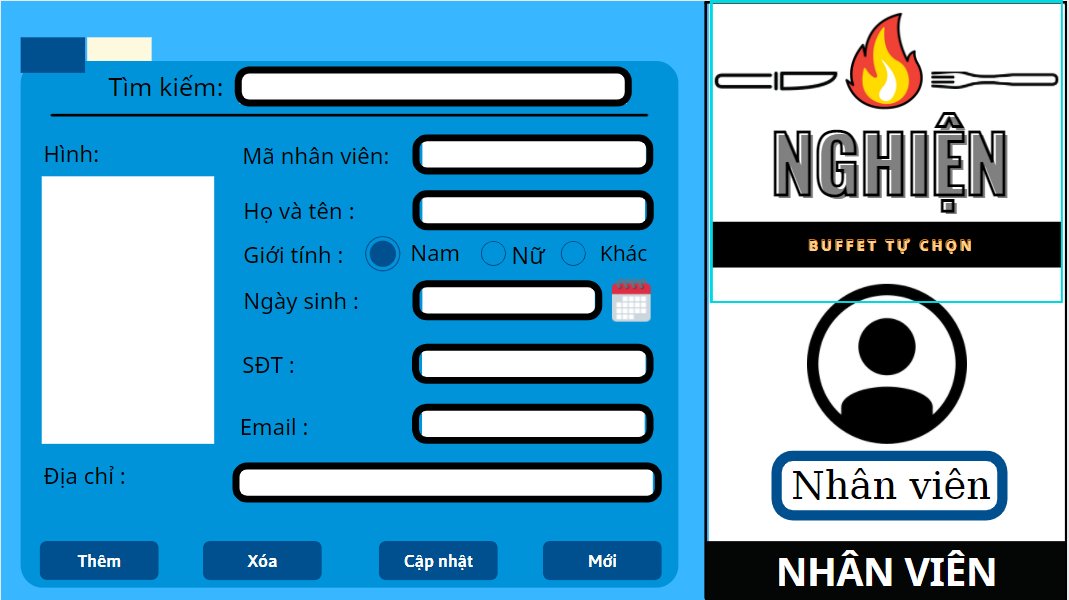 Tìm kiếm:
Hình:
Mã nhân viên:
Họ và tên :
Giới tính :
Nam
Nữ
Khác
Ngày sinh :
SĐT :
Email :
Địa chỉ :
Thêm
Xóa
Cập nhật
Mới
NGHIỆN
BUFFET TỰ CHỌN
Nhân viên
NHÂN VIÊN